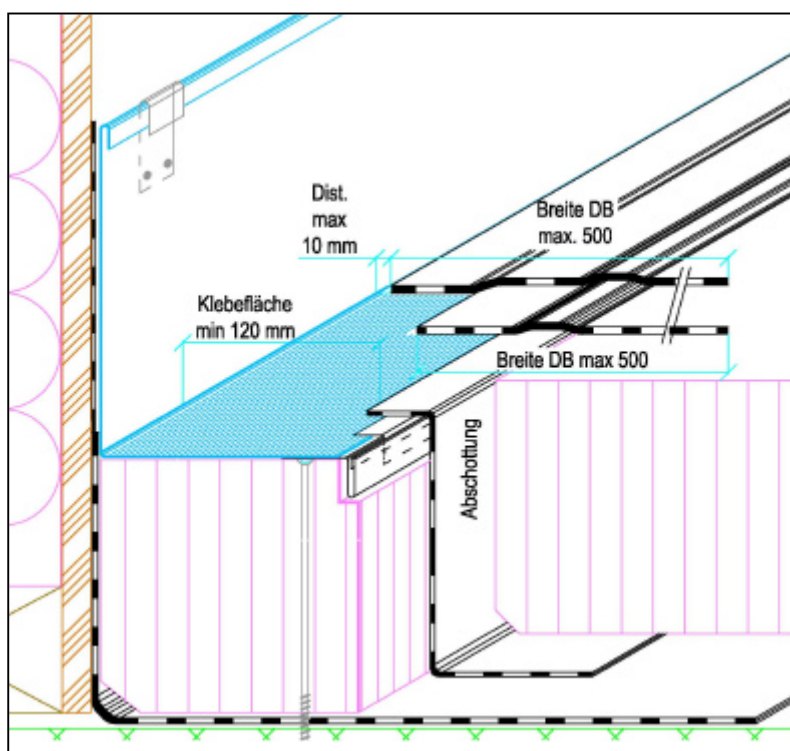 Dist.
max
10 mm
Breite DB
max. 500
Klebefläche
min 120 mm
Breite DB max 500
Abschottung